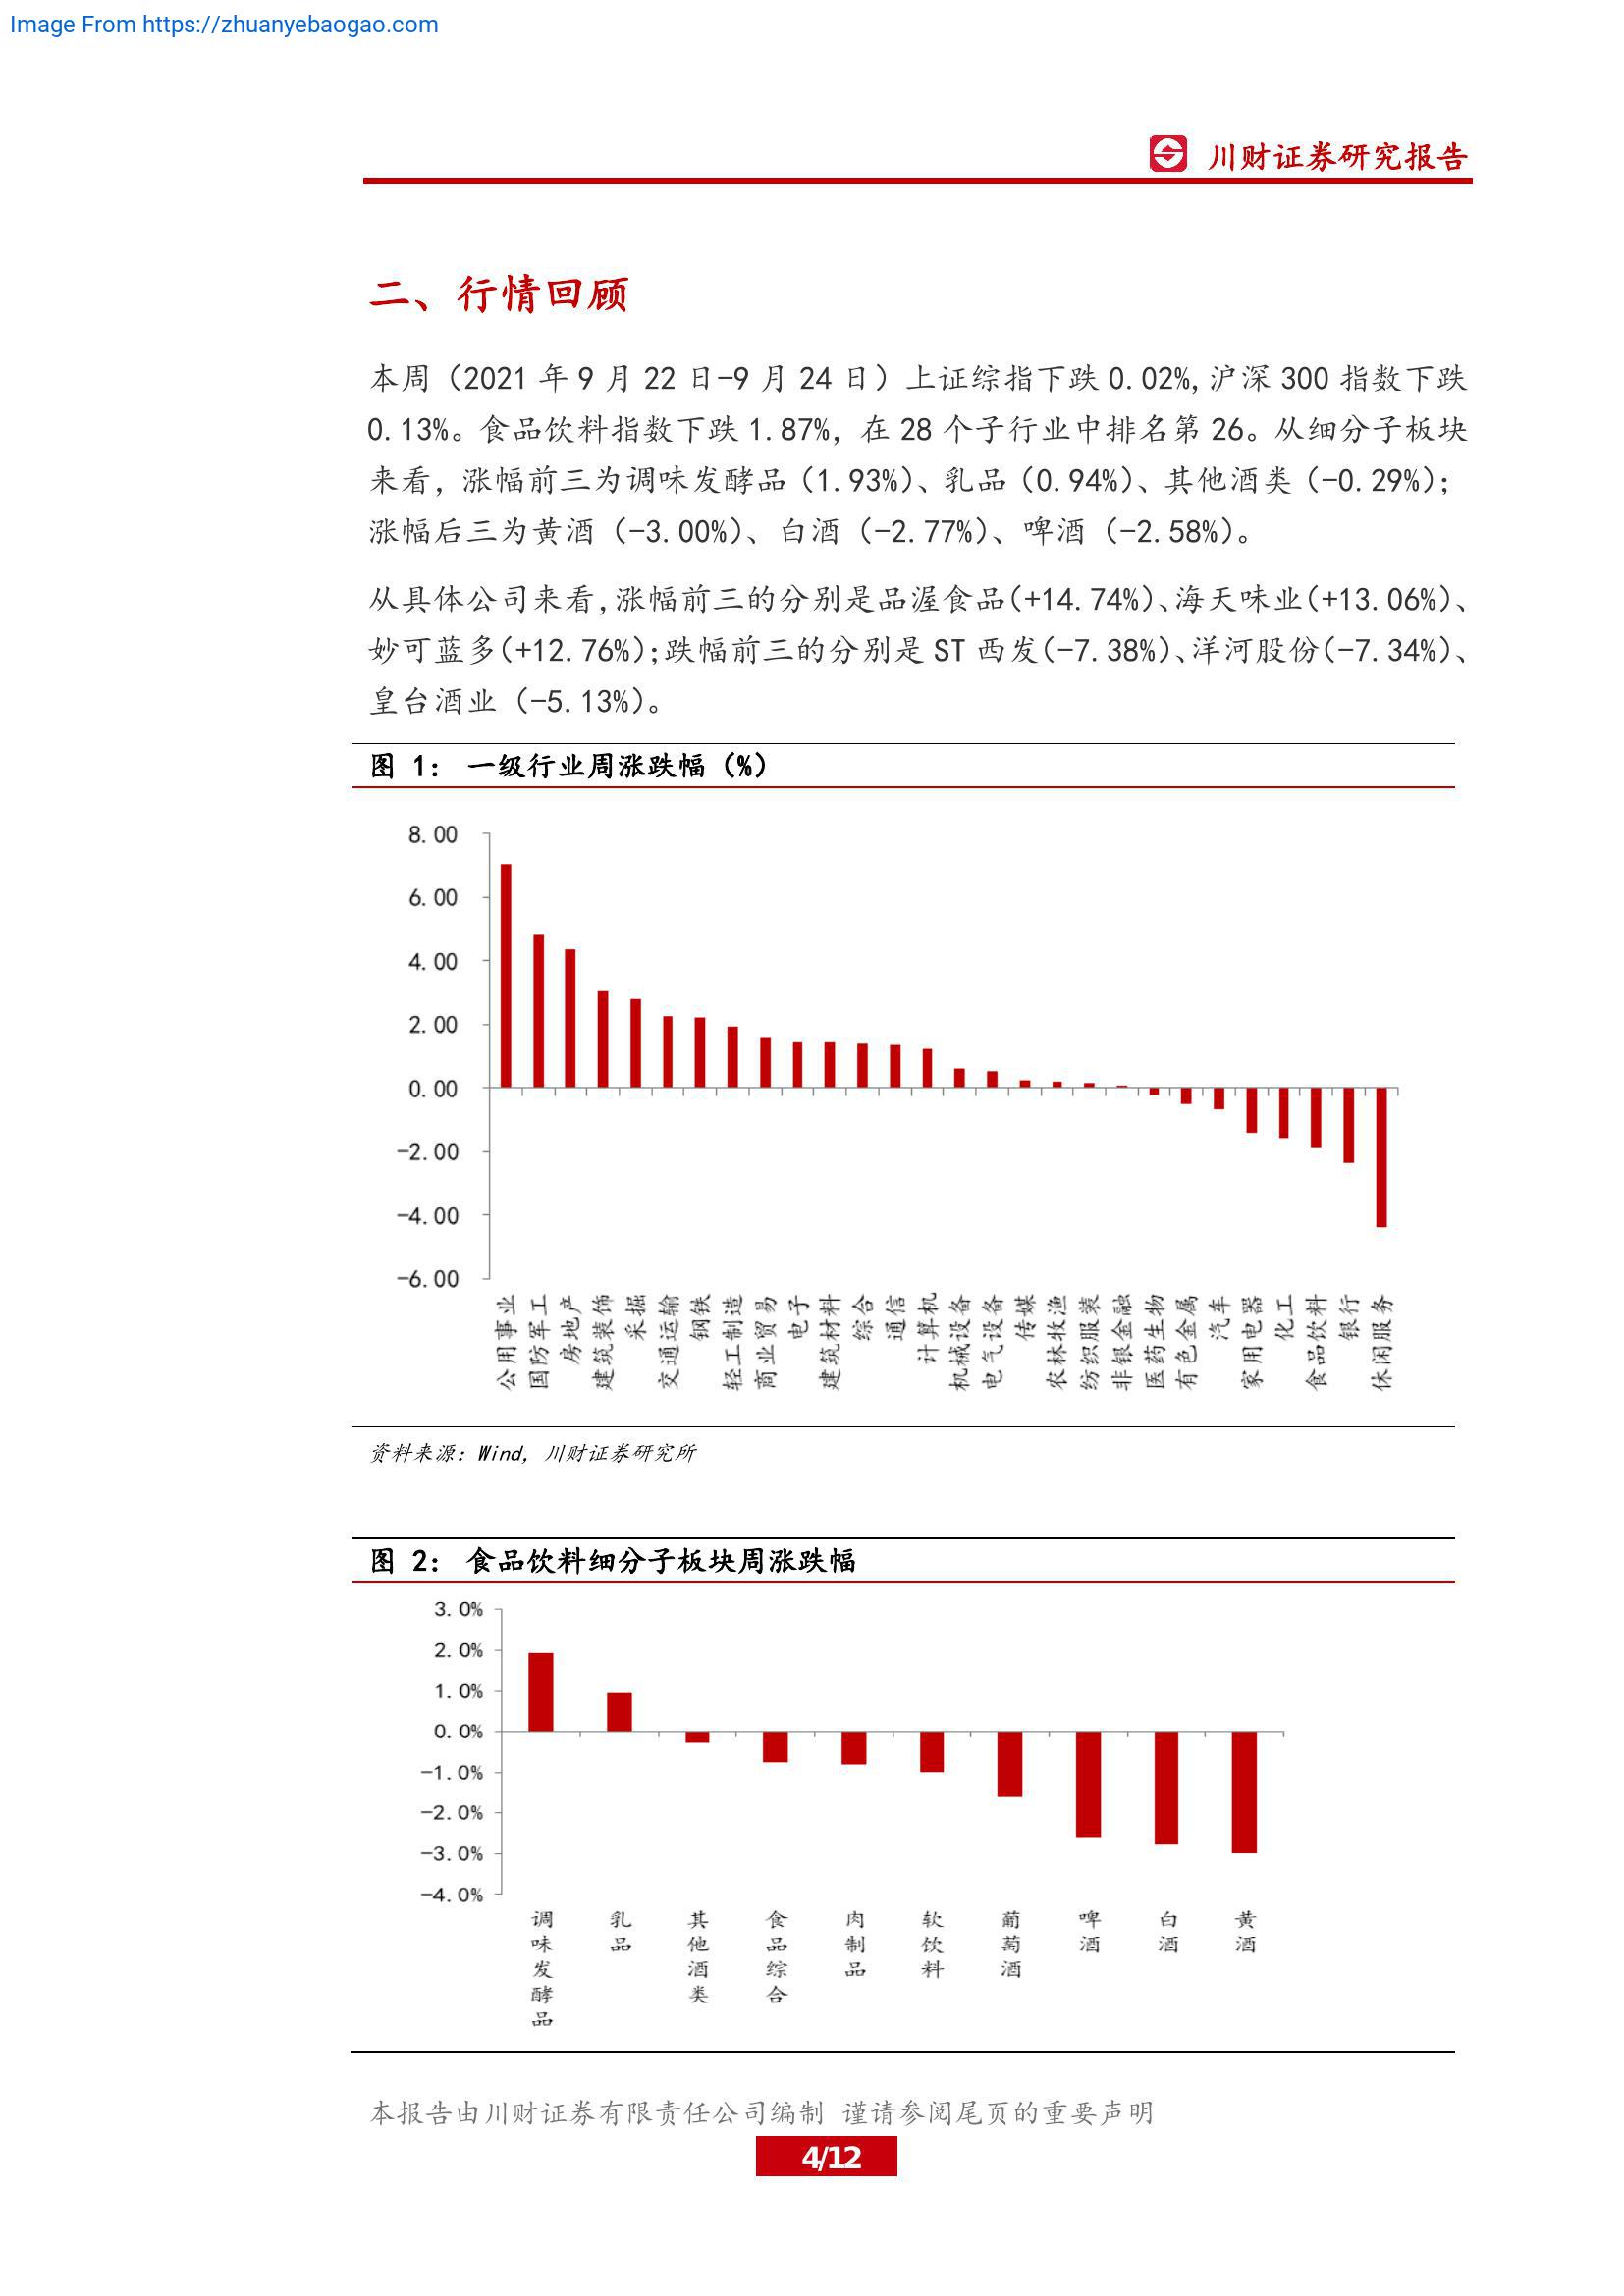 Image From https://zhuanyebaogao.com
川财证券研究报告
二、行情回顾
本周（2021 年 9 月 22 日-9 月 24 日）上证综指下跌 0.02%,沪深 300 指数下跌
0.13%。食品饮料指数下跌 1.87%, 在 28 个子行业中排名第 26。从细分子板块
来看, 涨幅前三为调味发酵品（1.93%）、乳品（0.94%）、其他酒类（-0.29%）;
涨幅后三为黄酒（-3.00%）、白酒（-2.77%）、啤酒（-2.58%）。
从具体公司来看,涨幅前三的分别是品渥食品(+14.74%)、海天味业(+13.06%)、
妙可蓝多(+12.76%);跌幅前三的分别是 ST 西发(-7.38%)、洋河股份(-7.34%)、
皇台酒业（-5.13%）。
图 1: 一级行业周涨跌幅（%）
8.00
6.00
4.00
2.00
0.00
-2.00
-4.00
-6.00
公用事业
国防军工
房地产
建筑装饰
采掘
交通运输
钢铁
轻工制造
商业贸易
电子
建筑材料
综合
通信
计算机
机械设备
电气设备
传媒
农林牧渔
纺织服装
非银金融
医药生物
有色金属
汽车
家用电器
化工
食品饮料
银行
休闲服务
资料来源: Wind, 川财证券研究所
图 2: 食品饮料细分子板块周涨跌幅
3.0%
2.0%
1.0%
0.0%
-1.0%
-2.0%
-3.0%
-4.0%
调味发酵品
乳品
其他酒类
食品综合
肉制品
软饮料
葡萄酒
啤酒
白酒
黄酒
本报告由川财证券有限责任公司编制 谨请参阅尾页的重要声明
4/12